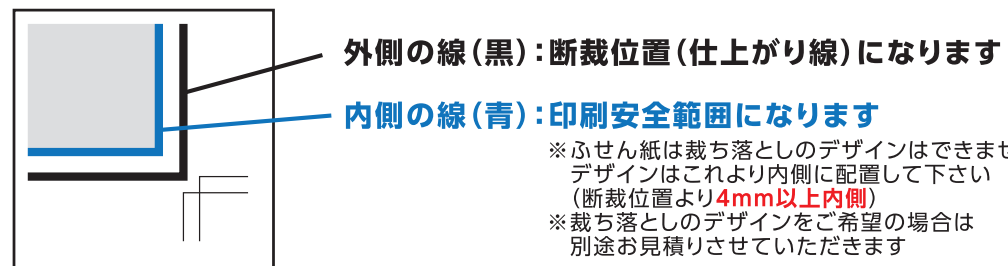 外側の線(黒):断裁位置(仕上がり線)になります
内側の線(青):印刷安全範囲になります
※ふせん紙は裁ち落としのデザインはできませ
デザインはこれより内側に配置して下さい
(断裁位置より4mm以上内側)
※裁ち落としのデザインをご希望の場合は
別途お見積りさせていただきます